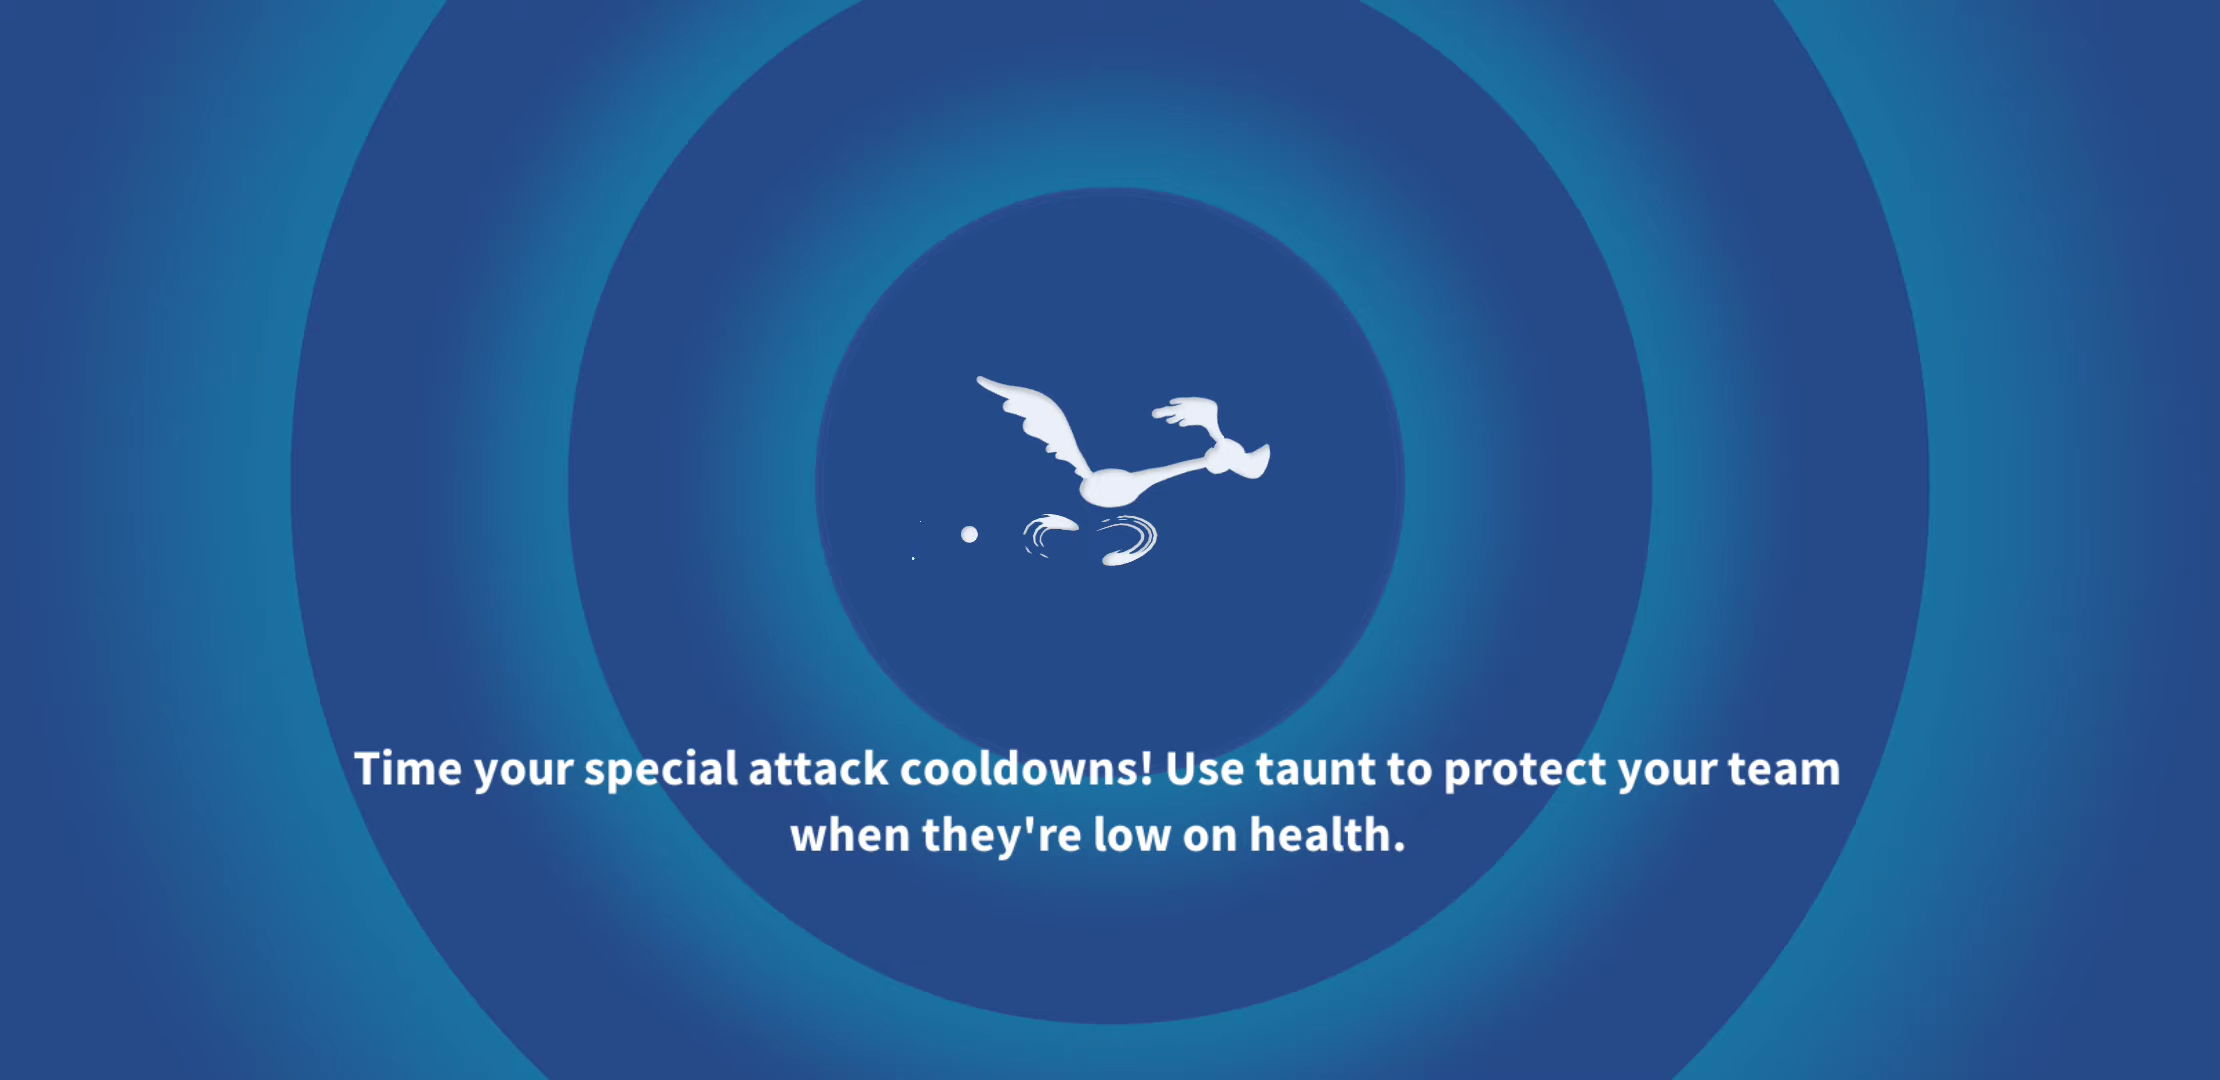 Time your special attack cooldowns! Use taunt to protect your team
when they're low on health.